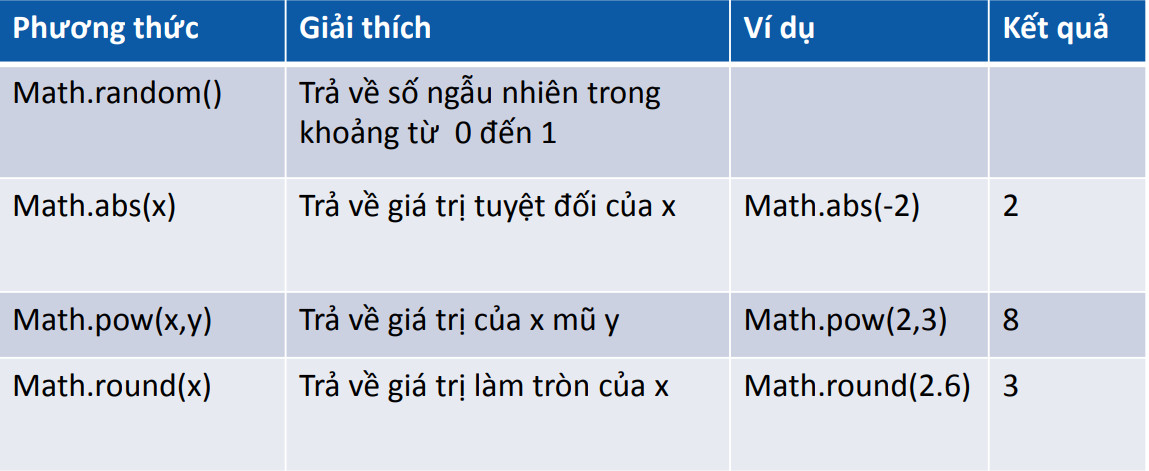 Phương thức Giải thích Ví dụ Kết quả
Math.random() Trả về số ngẫu nhiên trong
khoảng từ 0 đến 1
Math.abs(x) Trả về giá trị tuyệt đối của x Math.abs(-2) 2
Math.pow(x,y) Trả về giá trị của x mũ y Math.pow(2,3) 8
Math.round(x) Trả về giá trị làm tròn của x Math.round(2.6) 3